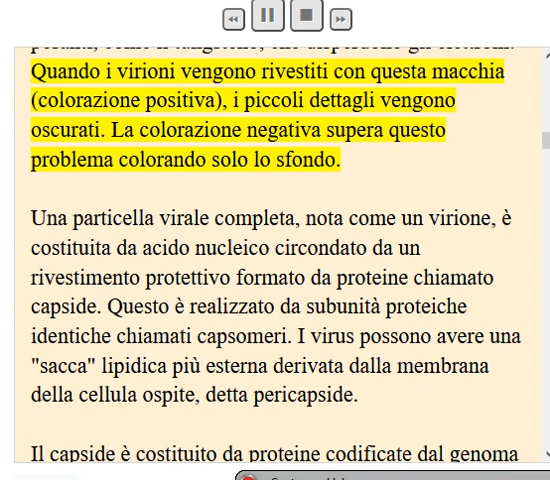 Quando i virioni vengono rivestiti con questa macchia
(colorazione positiva), i piccoli dettagli vengono
oscurati. La colorazione negativa supera questo
problema colorando solo lo sfondo.
Una particella virale completa, nota come un virione, è
costituita da acido nucleico circondato da un
rivestimento protettivo formato da proteine chiamato
capside. Questo è realizzato da subunità proteiche
identiche chiamati capsomeri. I virus possono avere una
"sacca" lipidica più esterna derivata dalla membrana
della cellula ospite, detta pericapside.
Il capside è costituito da proteine codificate dal genoma